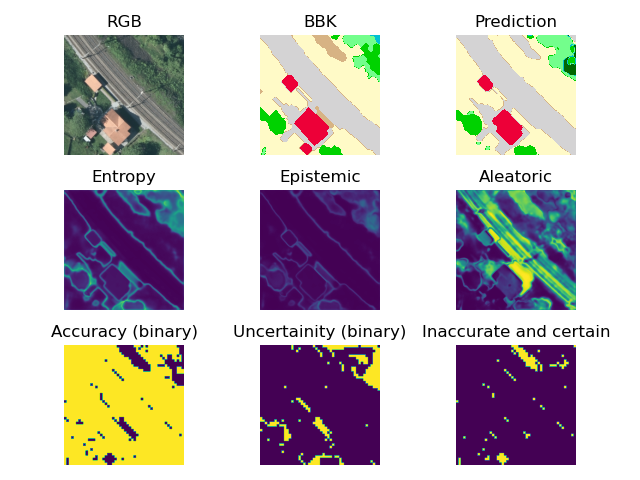 RGB
BBK
Prediction
Entropy
Epistemic
Aleatoric
Accuracy (binary)
Uncertainity (binary)
Inaccurate and certain